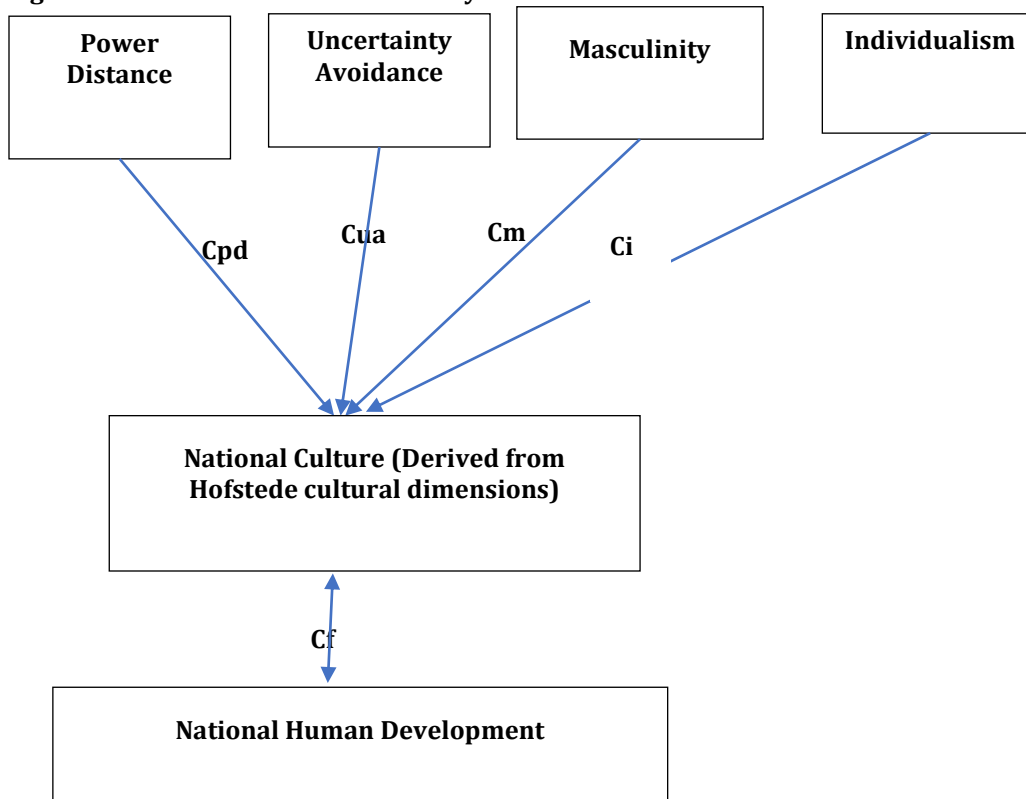 Power
Distance
Uncertainty
Avoidance
Masculinity
Individualism
Cpd
Cua
Cm
Ci
National Culture (Derived from
Hofstede cultural dimensions)
Cf
National Human Development